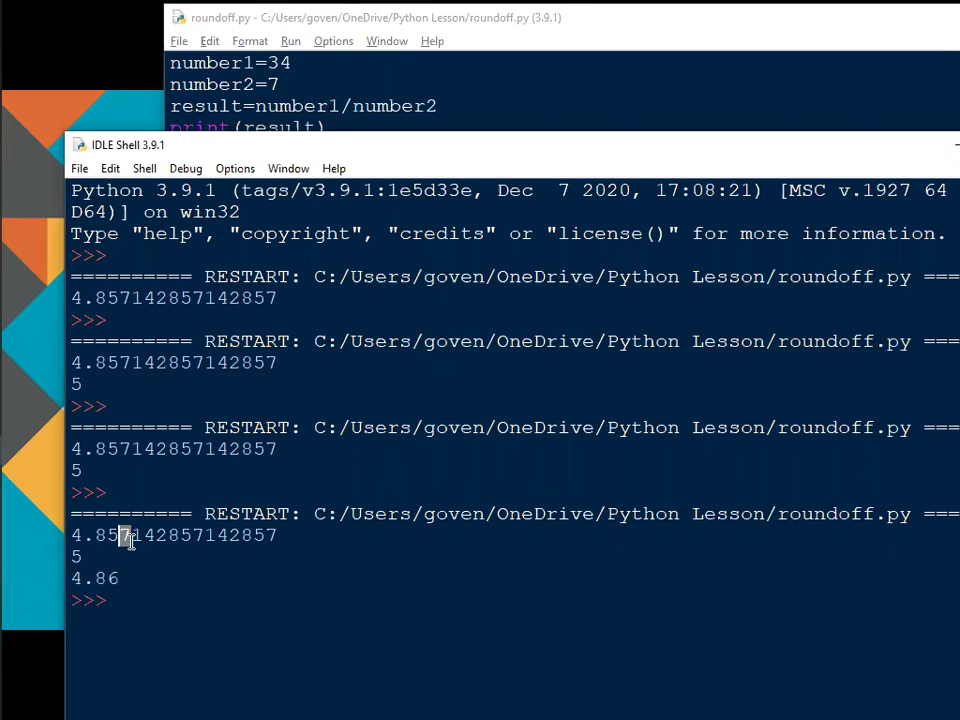 roundoff.py - C:/Users/goven/OneDrive/Python Lesson/roundoff.py (3.9.1)
File Edit Format Run Options Window Help
number1=34
number2=7
result=number1/number2
print(result)
IDLE Shell 3.9.1
File Edit Shell Debug Options Window Help
Python 3.9.1 (tags/v3.9.1:1e5d33e, Dec  7 2020, 17:08:21) [MSC v.1927 64
D64)] on win32
Type "help", "copyright", "credits" or "license()" for more information.
>>>
========== RESTART: C:/Users/goven/OneDrive/Python Lesson/roundoff.py ===
4.857142857142857
>>>
========== RESTART: C:/Users/goven/OneDrive/Python Lesson/roundoff.py ===
4.857142857142857
5
>>>
========== RESTART: C:/Users/goven/OneDrive/Python Lesson/roundoff.py ===
4.857142857142857
5
>>>
========== RESTART: C:/Users/goven/OneDrive/Python Lesson/roundoff.py ===
4.857142857142857
5
4.86
>>>